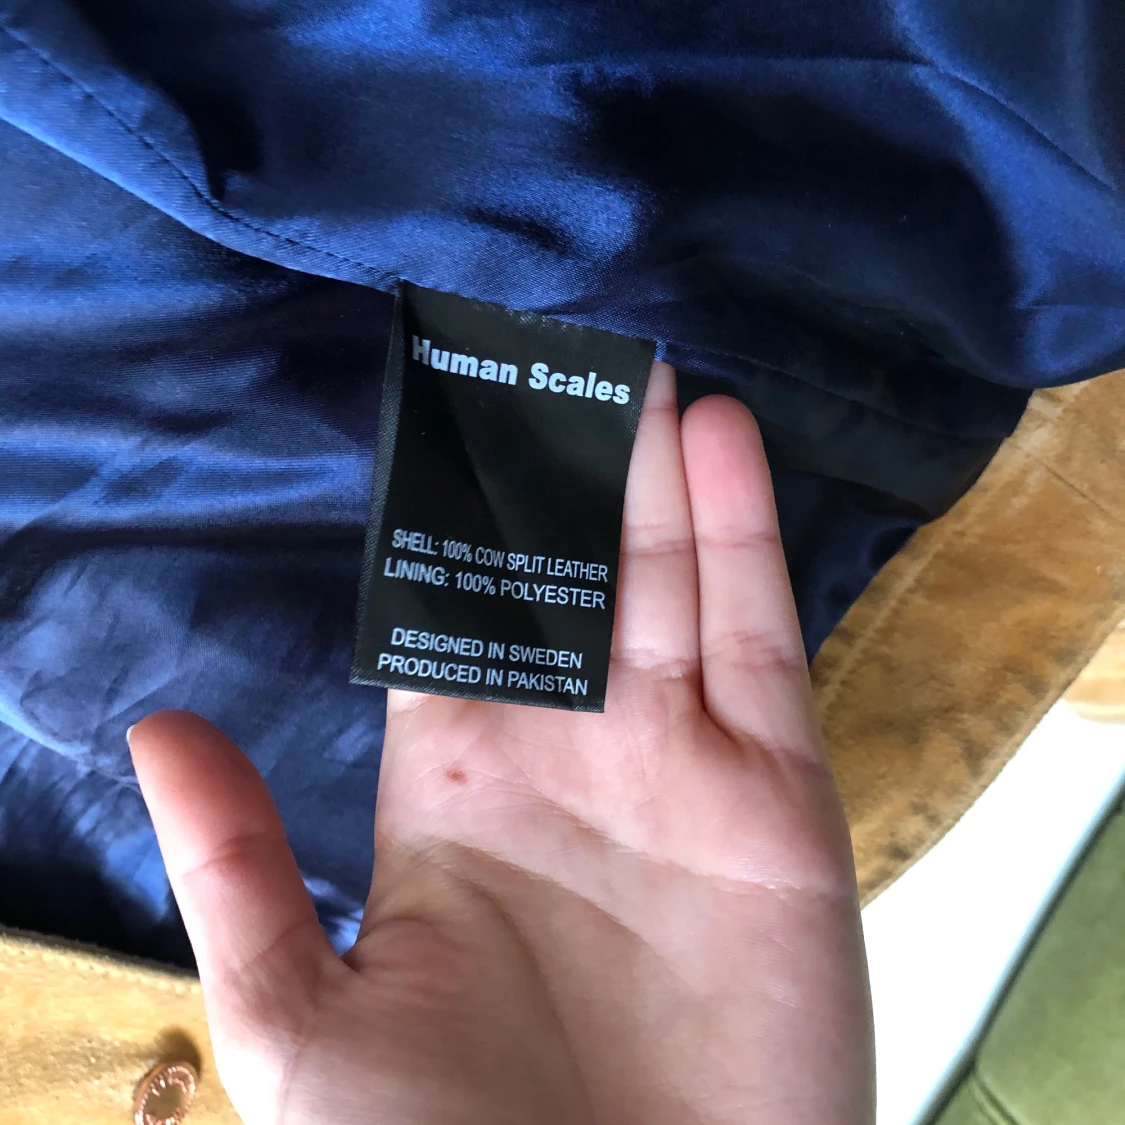 Human Scales
SHELL: 100% COW SPLIT LEATHER
LINING: 100% POLYESTER
DESIGNED IN SWEDEN
PRODUCED IN PAKISTAN